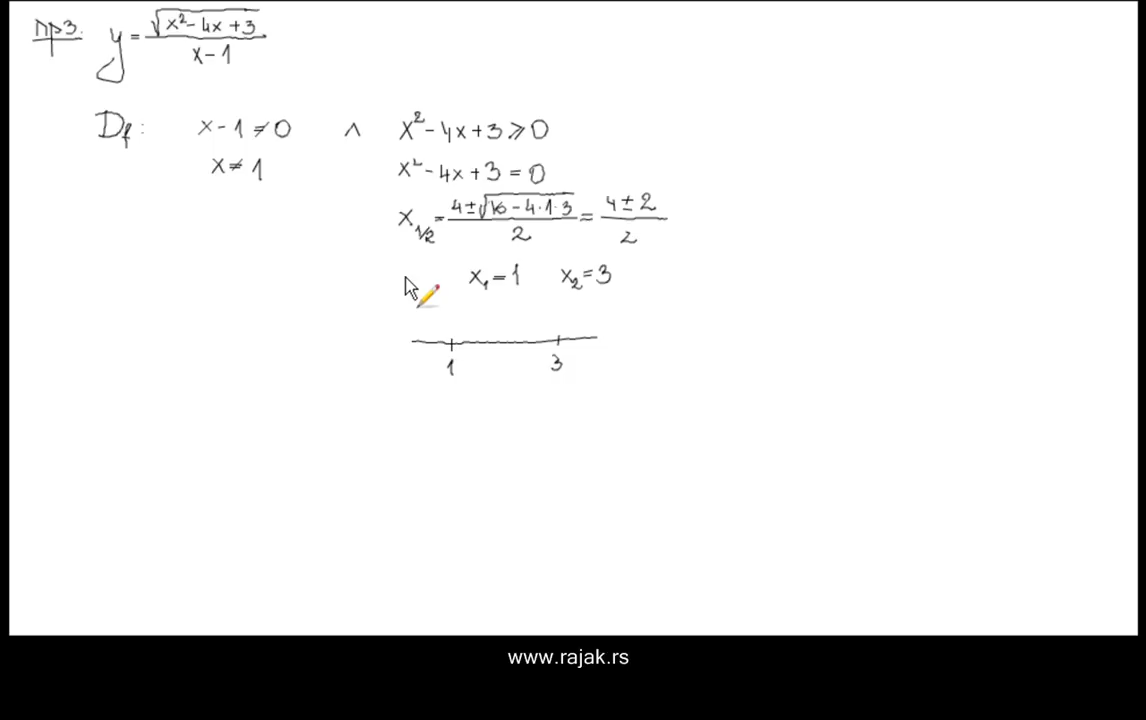 пр3. y = √(x² - 4x + 3) / (x - 1)
Df: x - 1 ≠ 0 ∧ x² - 4x + 3 ≥ 0
x ≠ 1 x² - 4x + 3 = 0
x₁/₂ = (4 ± √(16 - 4·1·3)) / 2 = (4 ± 2) / 2
x₁ = 1 x₂ = 3
1 3
www.rajak.rs